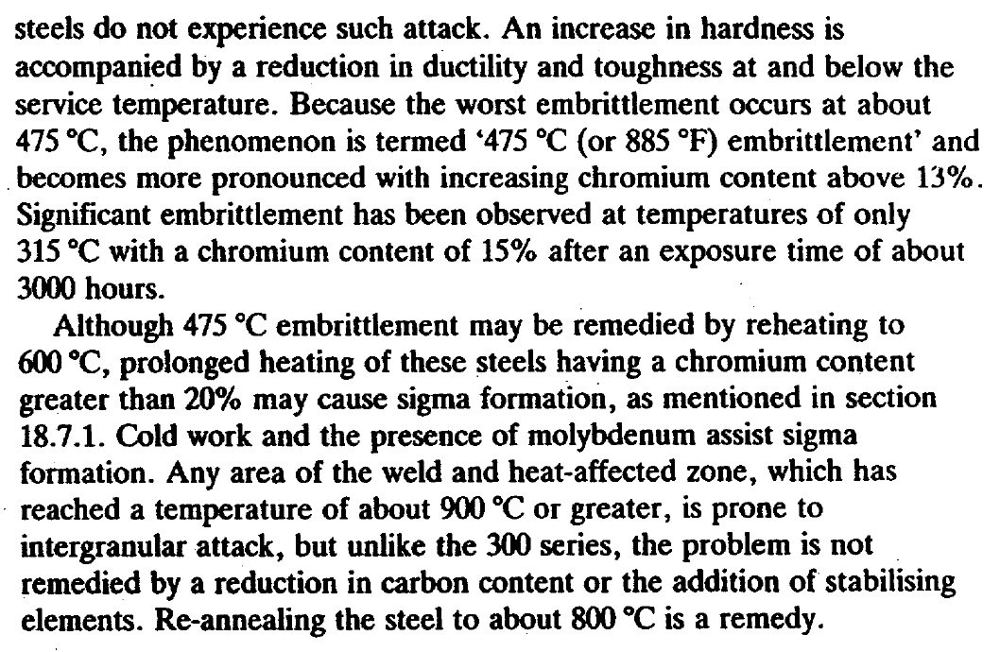 steels do not experience such attack. An increase in hardness is
accompanied by a reduction in ductility and toughness at and below the
service temperature. Because the worst embrittlement occurs at about
475 °C, the phenomenon is termed ‘475 °C (or 885 °F) embrittlement’ and
becomes more pronounced with increasing chromium content above 13%.
Significant embrittlement has been observed at temperatures of only
315 °C with a chromium content of 15% after an exposure time of about
3000 hours.
Although 475 °C embrittlement may be remedied by reheating to
600 °C, prolonged heating of these steels having a chromium content
greater than 20% may cause sigma formation, as mentioned in section
18.7.1. Cold work and the presence of molybdenum assist sigma
formation. Any area of the weld and heat-affected zone, which has
reached a temperature of about 900 °C or greater, is prone to
intergranular attack, but unlike the 300 series, the problem is not
remedied by a reduction in carbon content or the addition of stabilising
elements. Re-annealing the steel to about 800 °C is a remedy.